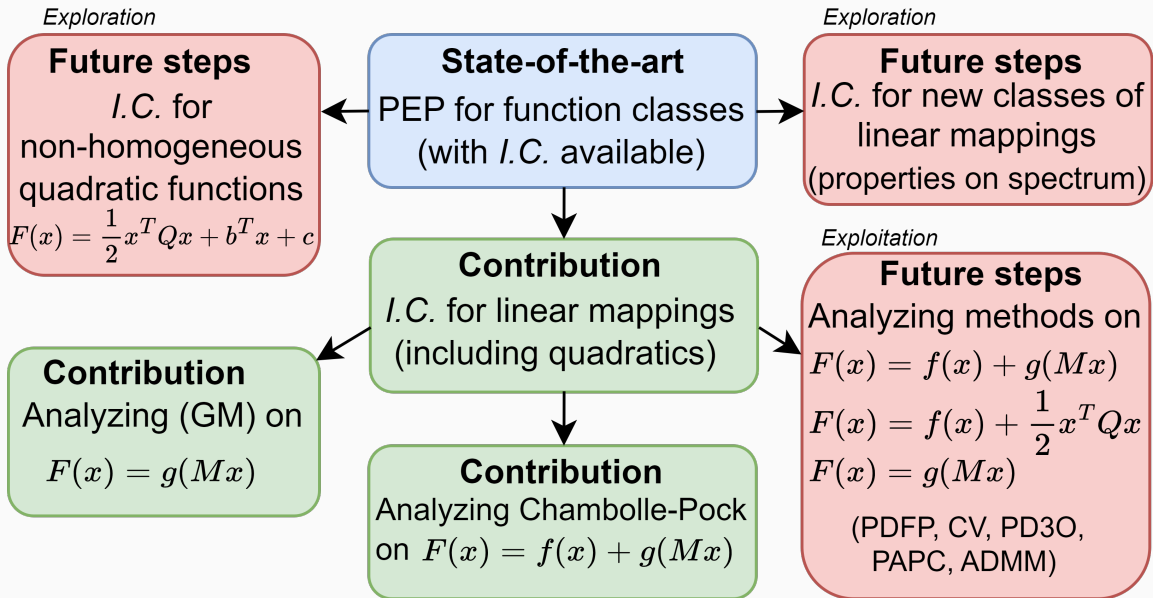 Exploration
Future steps
I.C. for
non-homogeneous
quadratic functions
F(x) = \frac{1}{2}x^T Qx + b^T x + c
State-of-the-art
PEP for function classes
(with I.C. available)
Exploration
Future steps
I.C. for new classes of
linear mappings
(properties on spectrum)
Contribution
I.C. for linear mappings
(including quadratics)
Contribution
Analyzing (GM) on
F(x) = g(Mx)
Contribution
Analyzing Chambolle-Pock
on F(x) = f(x) + g(Mx)
Exploitation
Future steps
Analyzing methods on
F(x) = f(x) + g(Mx)
F(x) = f(x) + \frac{1}{2}x^T Qx
F(x) = g(Mx)
(PDFP, CV, PD3O,
PAPC, ADMM)